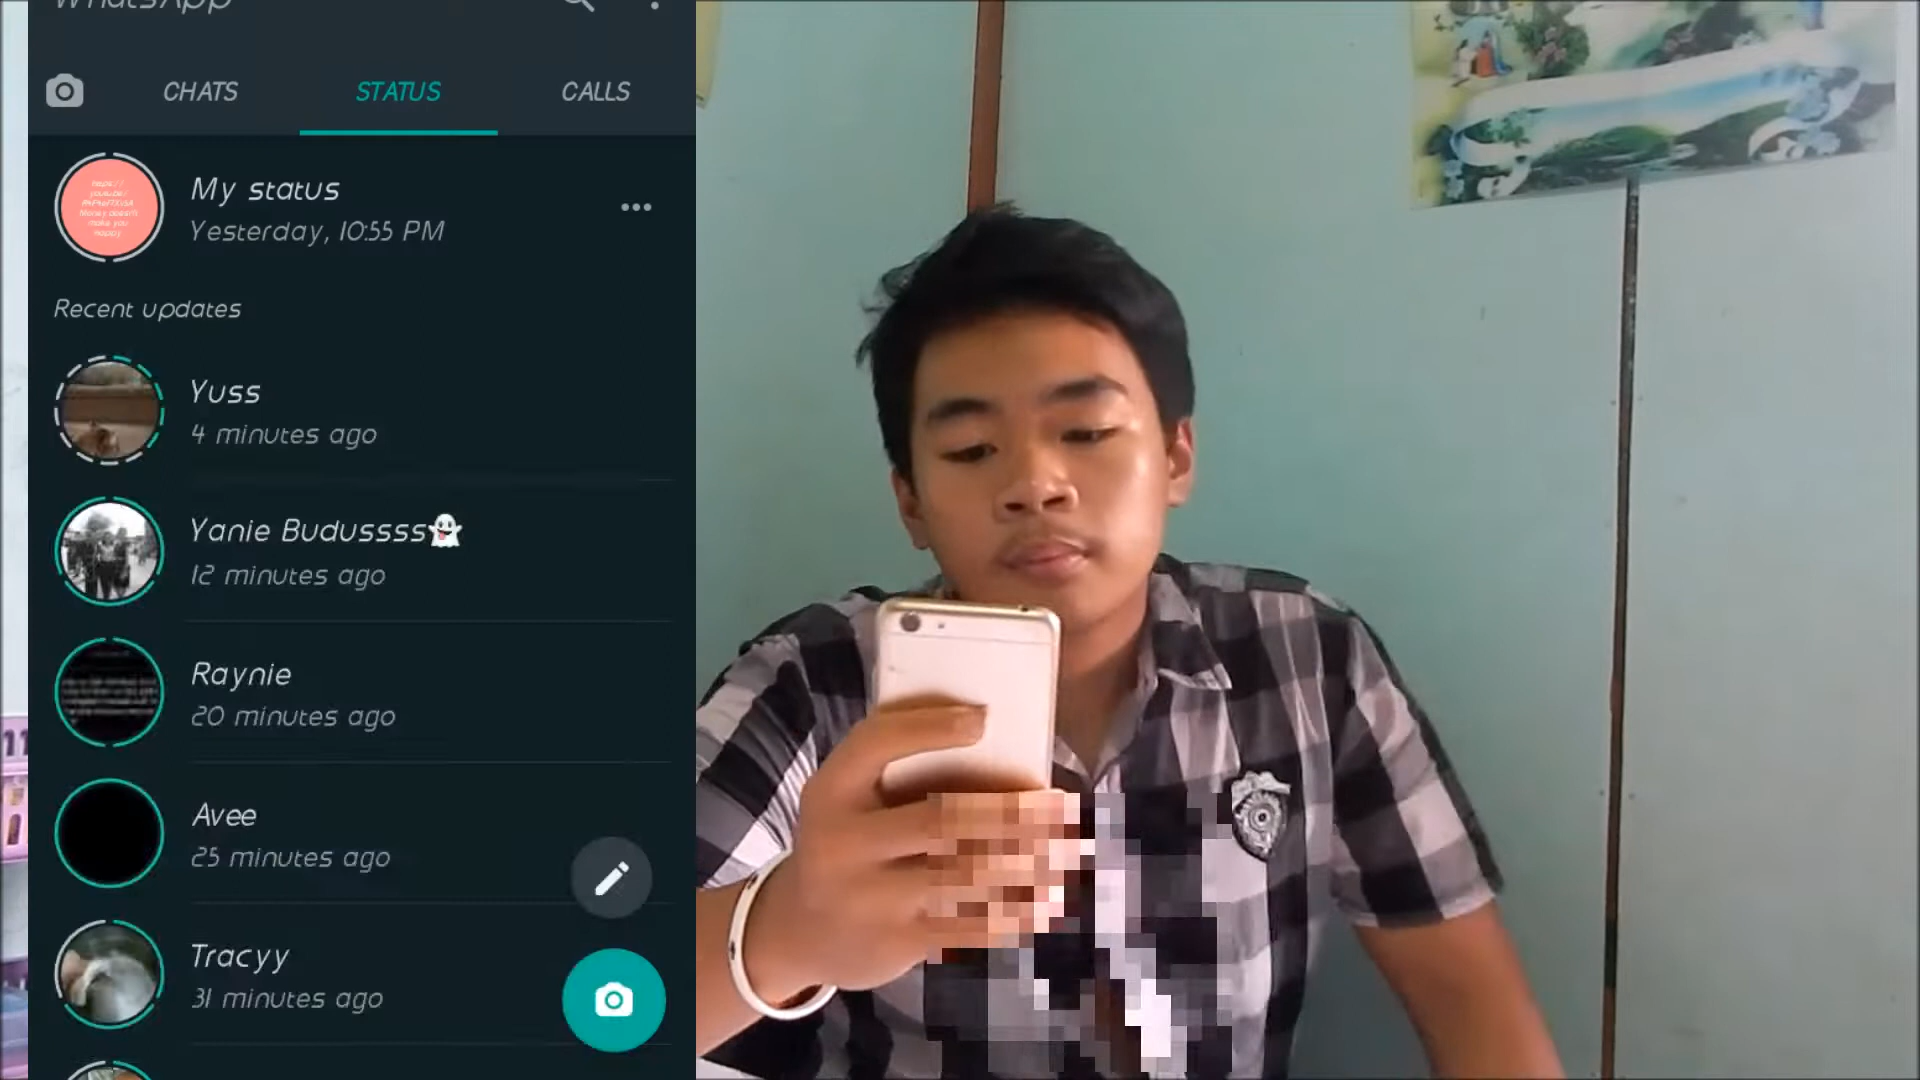 WhatsApp
CHATS
STATUS
CALLS
My status
Yesterday, 10:55 PM
Recent updates
Yuss
4 minutes ago
Yanie Budussss👻
12 minutes ago
Raynie
20 minutes ago
Avee
25 minutes ago
Tracyy
31 minutes ago